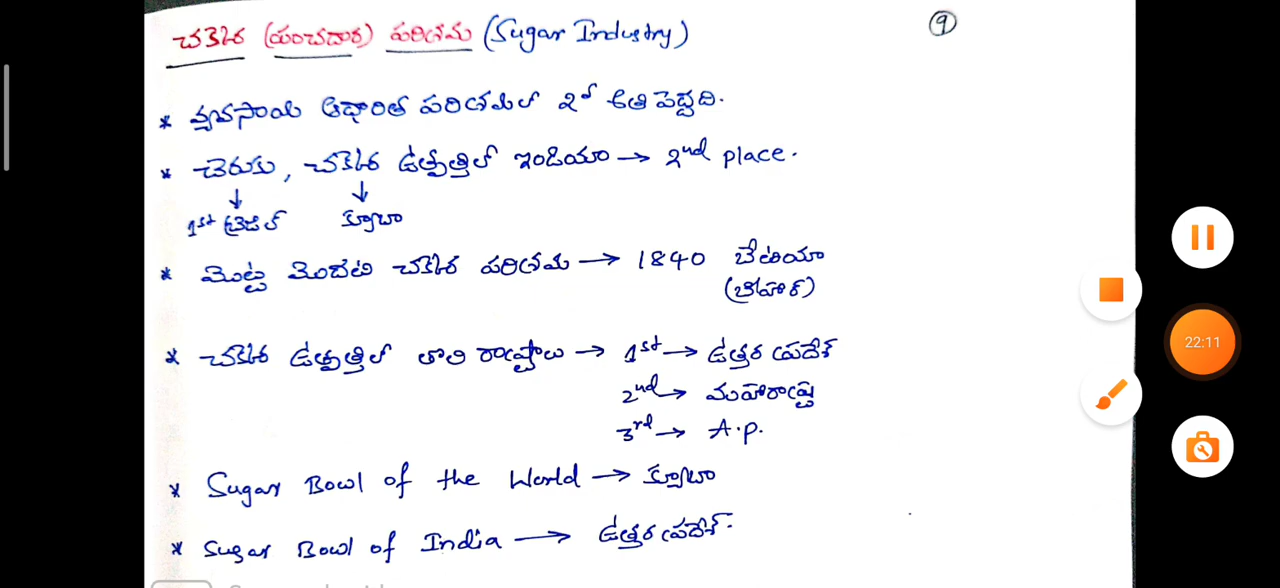 చక్కెర (పంచదార) పరిశ్రమ (Sugar Industry)
9
* వ్యవసాయ ఆధారిత పరిశ్రమలలో 2వ అతి పెద్దది.
* చెరుకు, చక్కెర ఉత్పత్తిలో ఇండియా → 2nd place.
1st బ్రెజిల్ క్యూబా
* మొట్ట మొదటి చక్కెర పరిశ్రమ → 1840 బేతియా
(బీహార్)
* చక్కెర ఉత్పత్తిలో తొలి రాష్ట్రాలు → 1st → ఉత్తర ప్రదేశ్
2nd → మహారాష్ట్ర
3rd → A.P.
* Sugar Bowl of the World → క్యూబా
* Sugar Bowl of India → ఉత్తర ప్రదేశ్.
22:11